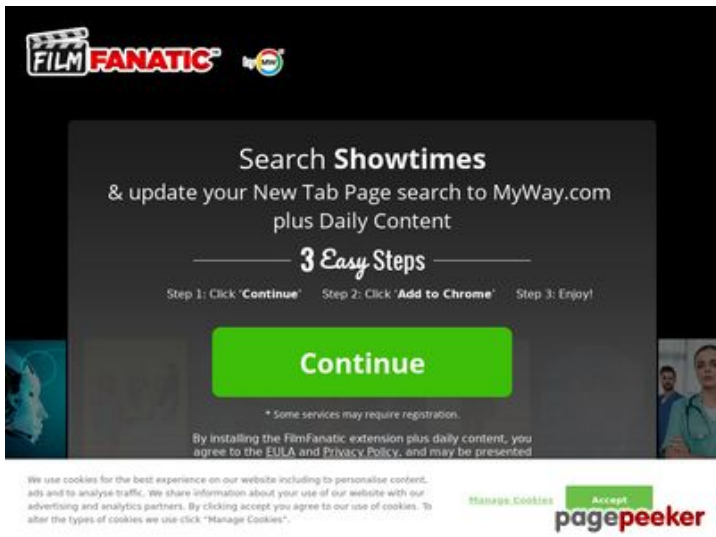 FILM FANATIC™ by MW
Search Showtimes
& update your New Tab Page search to MyWay.com
plus Daily Content
3 Easy Steps
Step 1: Click 'Continue' Step 2: Click 'Add to Chrome' Step 3: Enjoy!
Continue
* Some services may require registration.
By installing the FilmFanatic extension plus daily content, you
agree to the EULA and Privacy Policy, and may be presented
We use cookies for the best experience on our website including to personalise content,
ads and to analyse traffic. We share information about your use of our website with our
advertising and analytics partners. By clicking accept you agree to our use of cookies. To
alter the types of cookies we use click "Manage Cookies".
Manage Cookies
Accept
pagepeeker